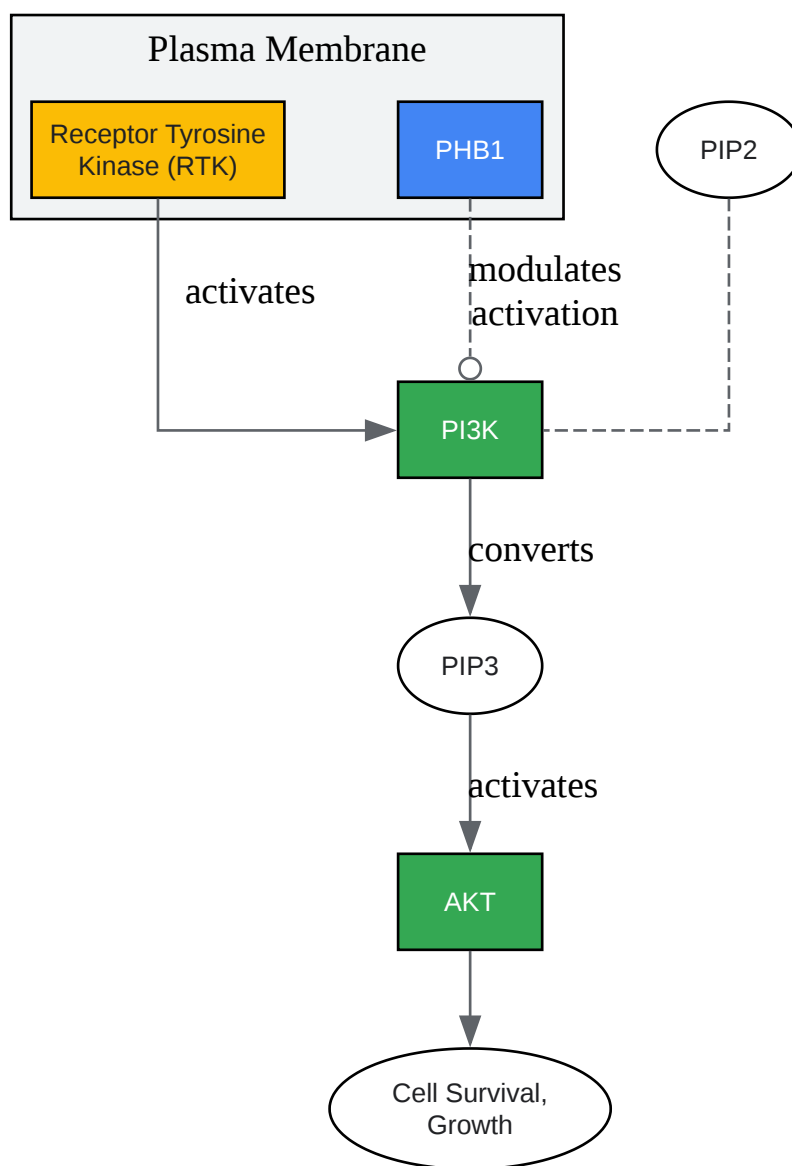 Plasma Membrane
Receptor Tyrosine
Kinase (RTK)
PHB1
PIP2
activates
modulates
activation
PI3K
converts
PIP3
activates
AKT
Cell Survival,
Growth